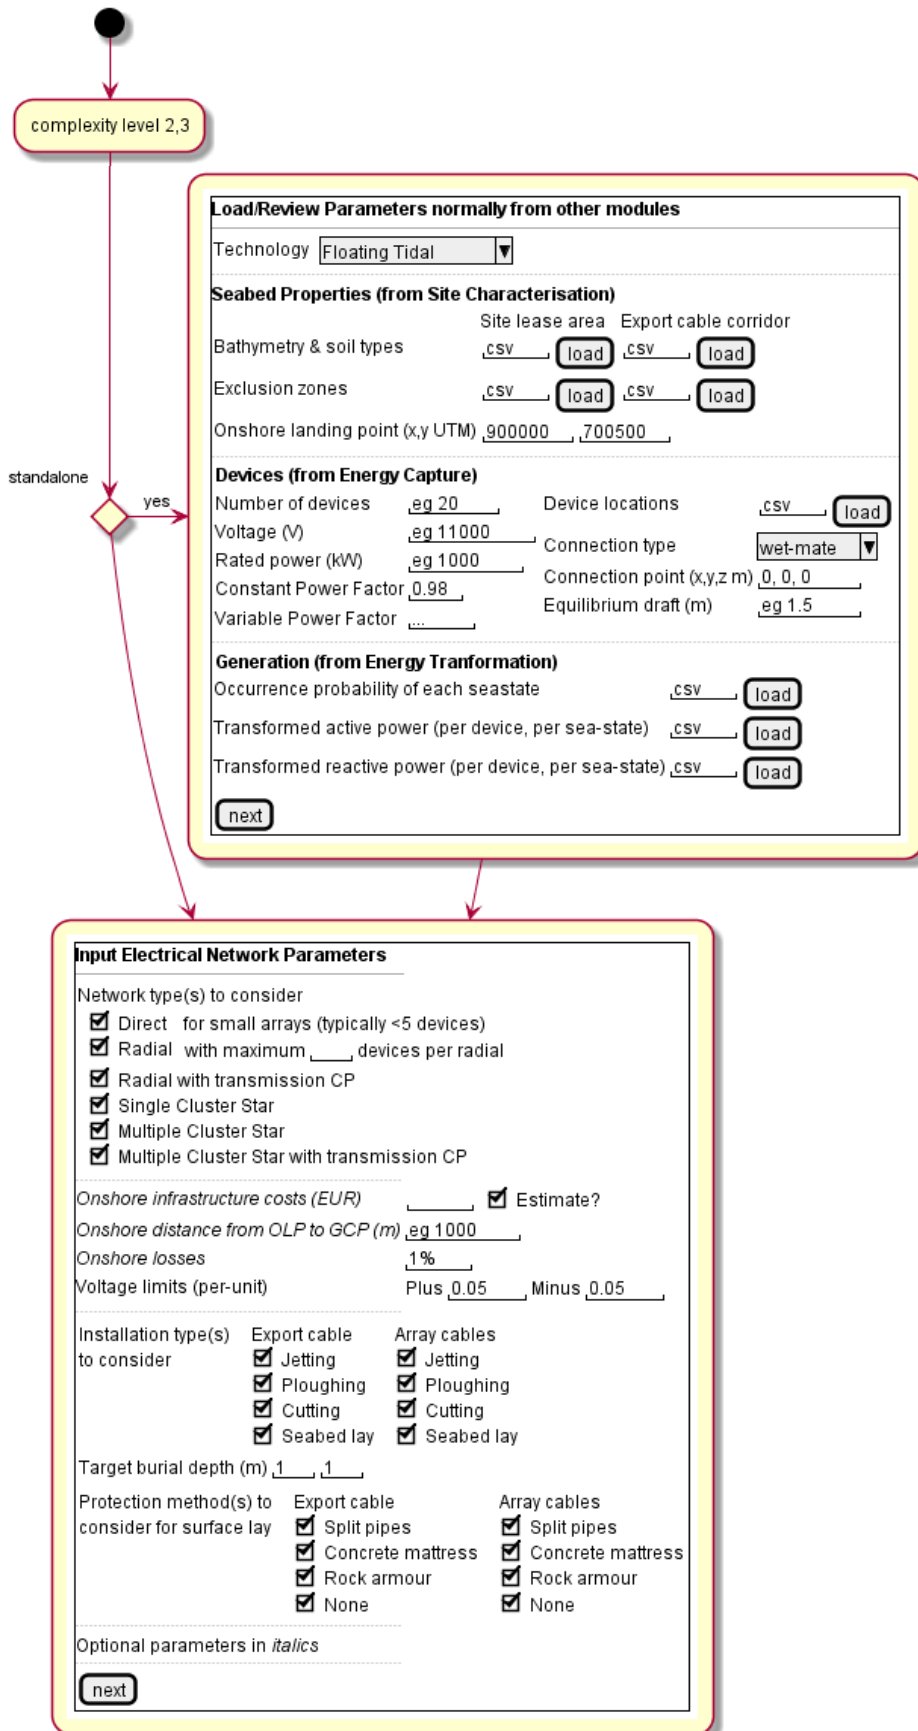 complexity level 2,3
standalone
yes
Load/Review Parameters normally from other modules
Technology Floating Tidal
Seabed Properties (from Site Characterisation)
Site lease area Export cable corridor
Bathymetry & soil types csv load csv load
Exclusion zones csv load csv load
Onshore landing point (x,y UTM) 900000 700500
Devices (from Energy Capture)
Number of devices eg 20
Voltage (V) eg 11000
Rated power (kW) eg 1000
Constant Power Factor 0.98
Variable Power Factor ...
Device locations csv load
Connection type wet-mate
Connection point (x,y,z m) 0, 0, 0
Equilibrium draft (m) eg 1.5
Generation (from Energy Tranformation)
Occurrence probability of each seastate csv load
Transformed active power (per device, per sea-state) csv load
Transformed reactive power (per device, per sea-state) csv load
next
Input Electrical Network Parameters
Network type(s) to consider
Direct for small arrays (typically <5 devices)
Radial with maximum devices per radial
Radial with transmission CP
Single Cluster Star
Multiple Cluster Star
Multiple Cluster Star with transmission CP
Onshore infrastructure costs (EUR) Estimate?
Onshore distance from OLP to GCP (m) eg 1000
Onshore losses 1%
Voltage limits (per-unit) Plus 0.05 Minus 0.05
Installation type(s) Export cable Array cables
to consider Jetting Jetting
Ploughing Ploughing
Cutting Cutting
Seabed lay Seabed lay
Target burial depth (m) 1 1
Protection method(s) to Export cable Array cables
consider for surface lay Split pipes Split pipes
Concrete mattress Concrete mattress
Rock armour Rock armour
None None
Optional parameters in italics
next